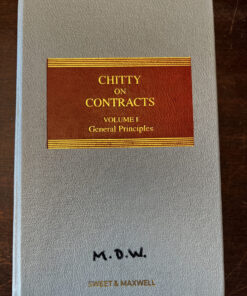 CHITTY
ON
CONTRACTS
VOLUME I
General Principles
M.D.W.
SWEET & MAXWELL